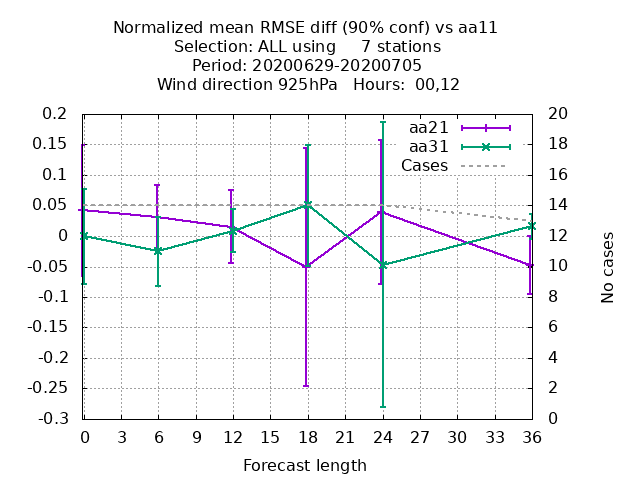 Normalized mean RMSE diff (90% conf) vs aa11
Selection: ALL using     7 stations
Period: 20200629-20200705
Wind direction 925hPa   Hours:  00,12
aa21
aa31
Cases
0.2
0.15
0.1
0.05
0
-0.05
-0.1
-0.15
-0.2
-0.25
-0.3
20
18
16
14
12
10
8
6
4
2
0
No cases
0 3 6 9 12 15 18 21 24 27 30 33 36
Forecast length